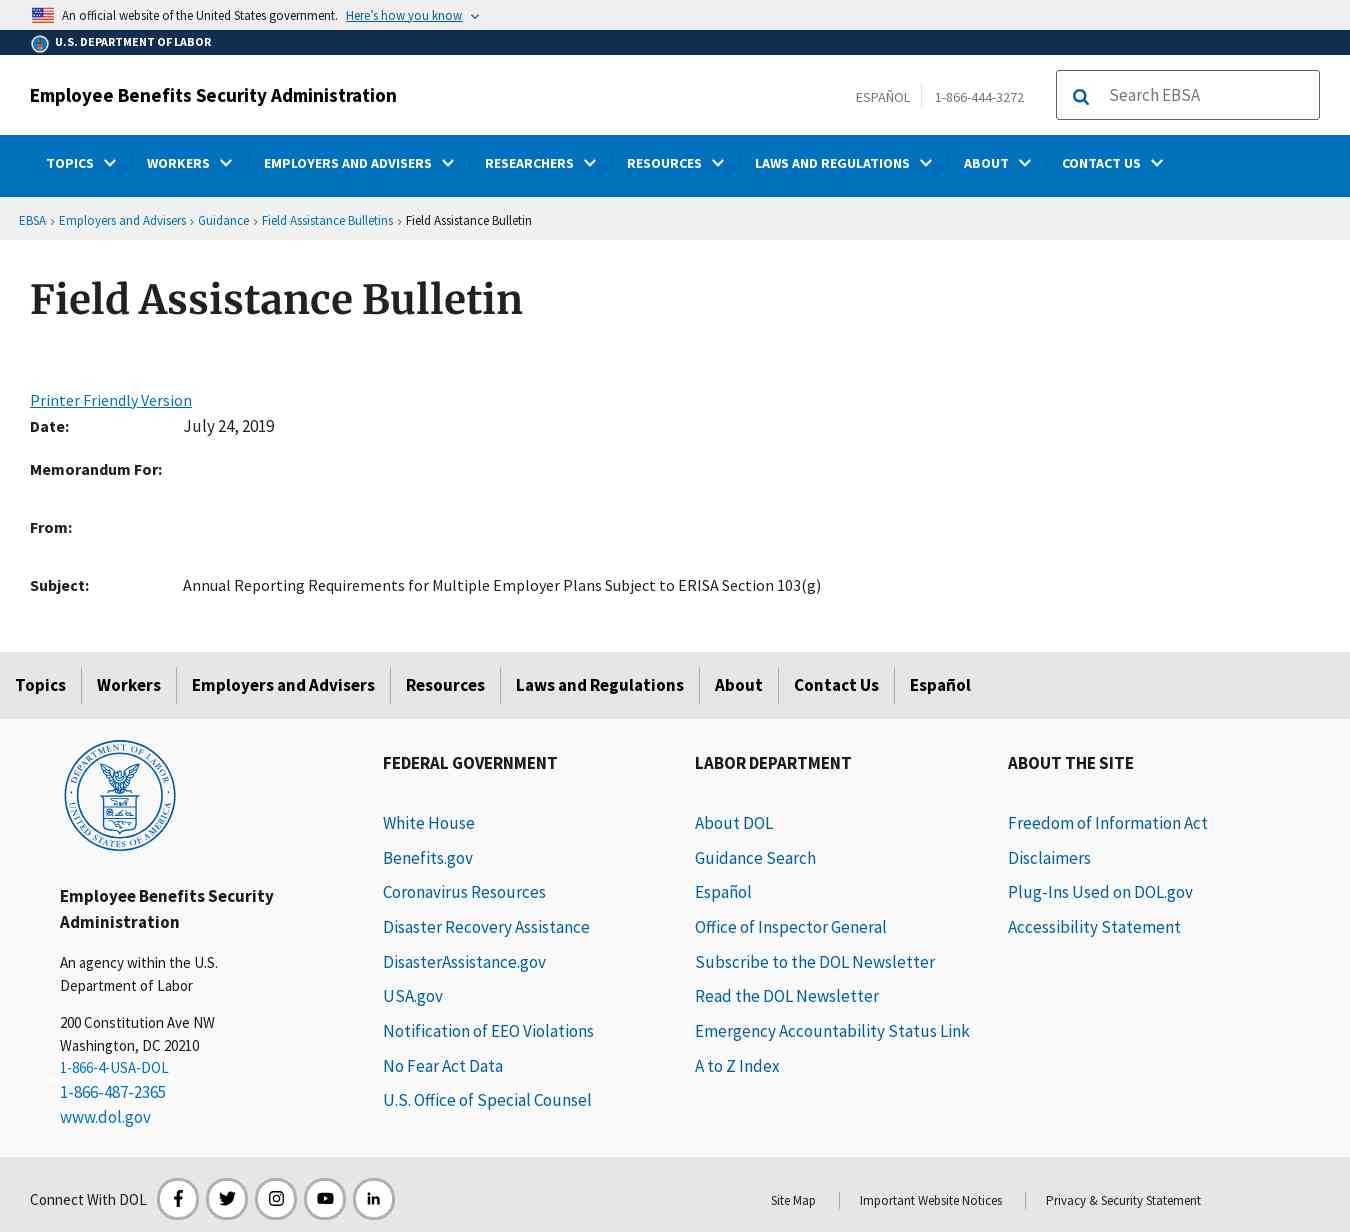 An official website of the United States government. Here's how you know
U.S. DEPARTMENT OF LABOR
Employee Benefits Security Administration
ESPAÑOL
1-866-444-3272
Search EBSA
TOPICS WORKERS EMPLOYERS AND ADVISERS RESEARCHERS RESOURCES LAWS AND REGULATIONS ABOUT CONTACT US
EBSA › Employers and Advisers › Guidance › Field Assistance Bulletins › Field Assistance Bulletin
Field Assistance Bulletin
Printer Friendly Version
Date: July 24, 2019
Memorandum For:
From:
Subject: Annual Reporting Requirements for Multiple Employer Plans Subject to ERISA Section 103(g)
Topics Workers Employers and Advisers Resources Laws and Regulations About Contact Us Español
DEPARTMENT OF LABOR
UNITED STATES OF AMERICA
Employee Benefits Security
Administration
An agency within the U.S.
Department of Labor
200 Constitution Ave NW
Washington, DC 20210
1-866-4-USA-DOL
1-866-487-2365
www.dol.gov
FEDERAL GOVERNMENT
White House
Benefits.gov
Coronavirus Resources
Disaster Recovery Assistance
DisasterAssistance.gov
USA.gov
Notification of EEO Violations
No Fear Act Data
U.S. Office of Special Counsel
LABOR DEPARTMENT
About DOL
Guidance Search
Español
Office of Inspector General
Subscribe to the DOL Newsletter
Read the DOL Newsletter
Emergency Accountability Status Link
A to Z Index
ABOUT THE SITE
Freedom of Information Act
Disclaimers
Plug-Ins Used on DOL.gov
Accessibility Statement
Connect With DOL
Site Map
Important Website Notices
Privacy & Security Statement